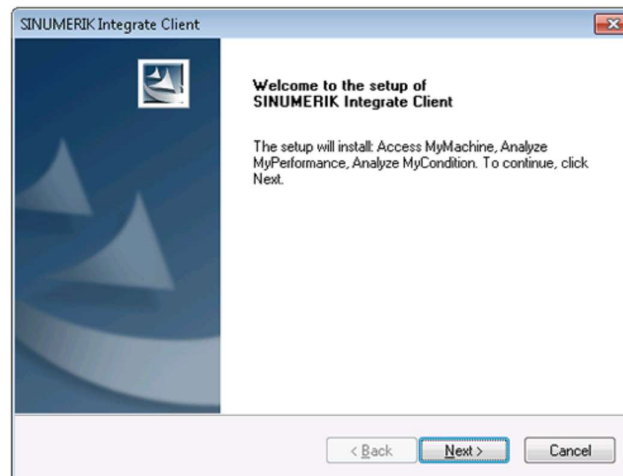 SINUMERIK Integrate Client
Welcome to the setup of
SINUMERIK Integrate Client
The setup will install: Access MyMachine, Analyze
MyPerformance, Analyze MyCondition. To continue, click
Next.
< Back
Next >
Cancel